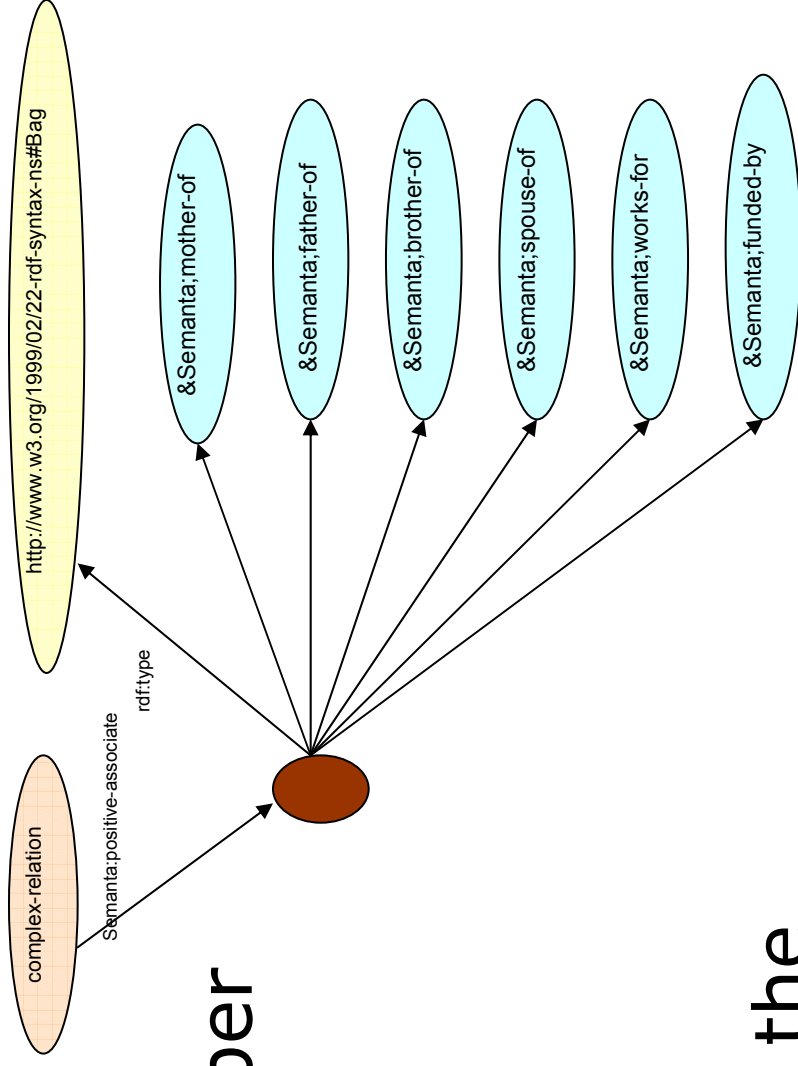 complex-relation
http://www.w3.org/1999/02/22-rdf-syntax-ns#Bag
Semanta:positive-associate
rdf:type
&Semanta;mother-of
&Semanta;father-of
&Semanta;brother-of
&Semanta;spouse-of
&Semanta;works-for
&Semanta;funded-by
the